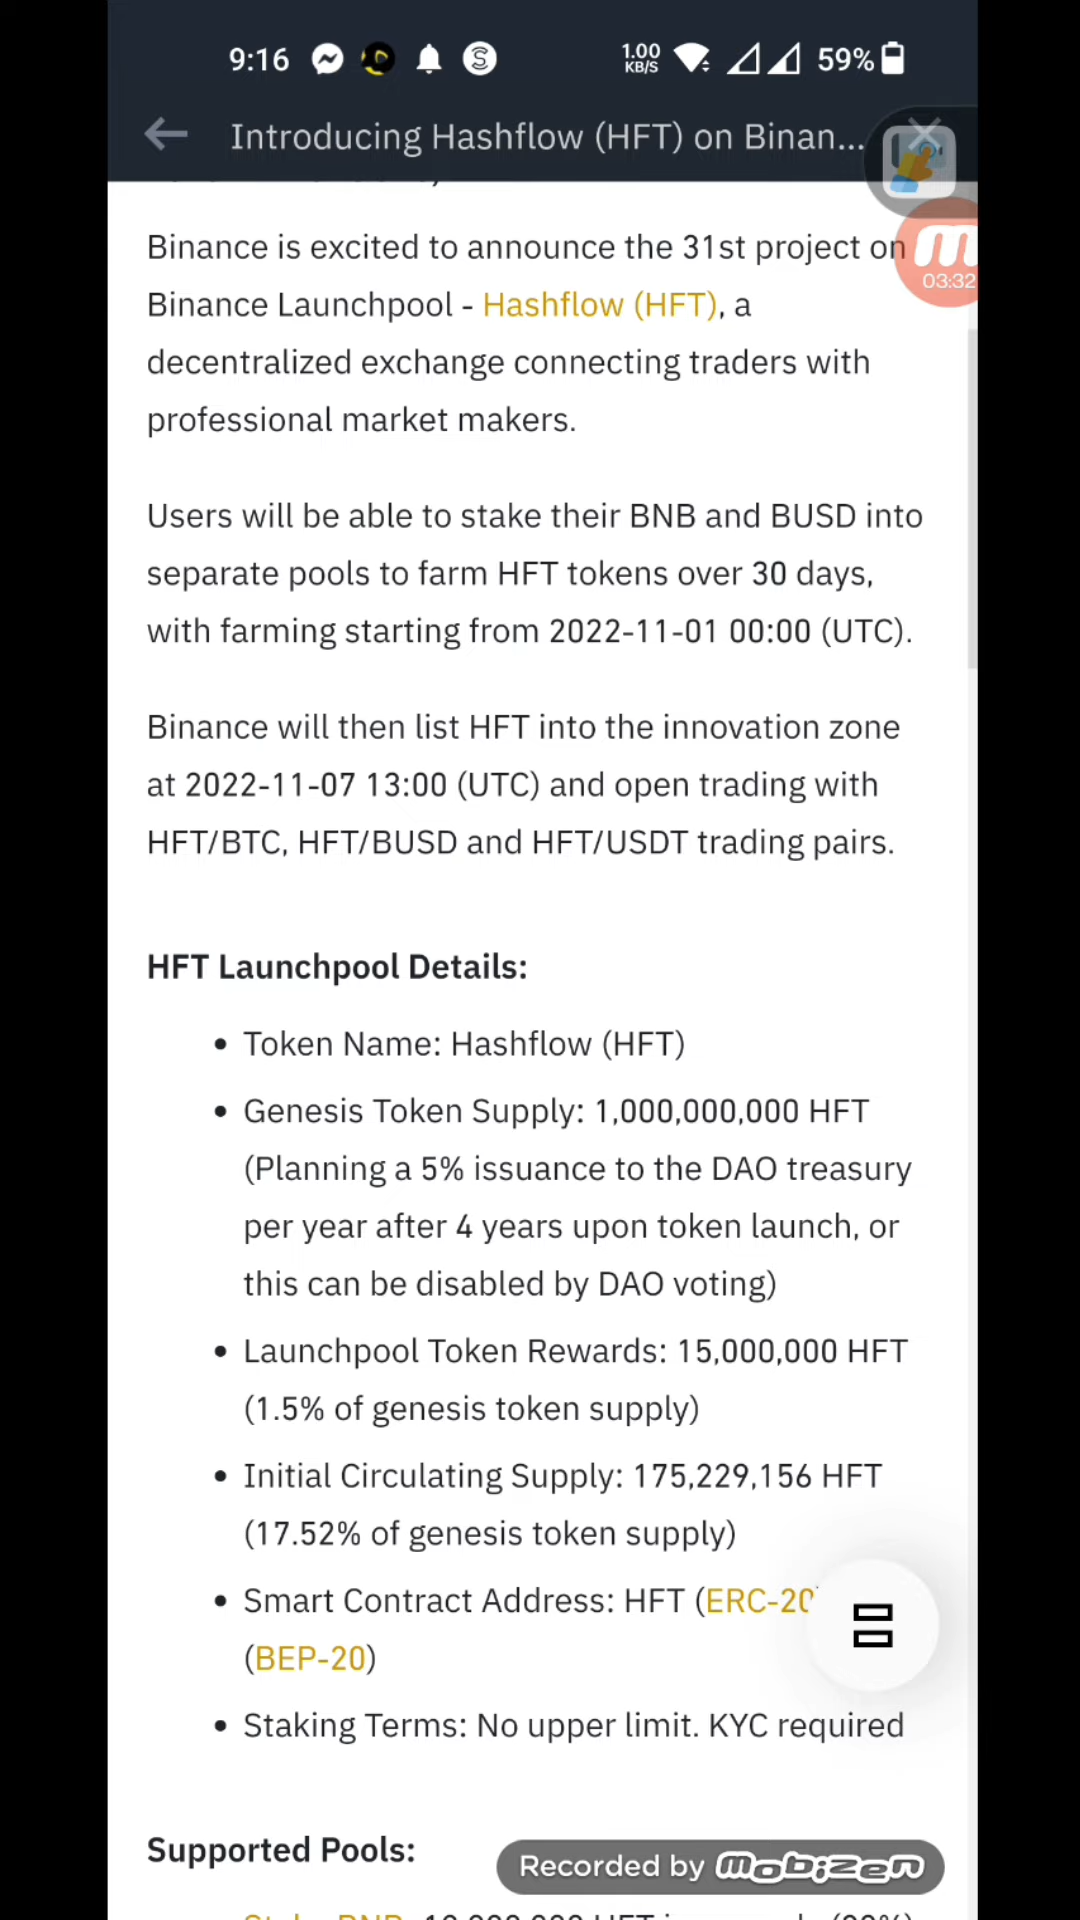 9:16 1.00 KB/S 59%
Introducing Hashflow (HFT) on Binan...
03:32
Binance is excited to announce the 31st project on
Binance Launchpool - Hashflow (HFT), a
decentralized exchange connecting traders with
professional market makers.
Users will be able to stake their BNB and BUSD into
separate pools to farm HFT tokens over 30 days,
with farming starting from 2022-11-01 00:00 (UTC).
Binance will then list HFT into the innovation zone
at 2022-11-07 13:00 (UTC) and open trading with
HFT/BTC, HFT/BUSD and HFT/USDT trading pairs.
HFT Launchpool Details:
• Token Name: Hashflow (HFT)
• Genesis Token Supply: 1,000,000,000 HFT
(Planning a 5% issuance to the DAO treasury
per year after 4 years upon token launch, or
this can be disabled by DAO voting)
• Launchpool Token Rewards: 15,000,000 HFT
(1.5% of genesis token supply)
• Initial Circulating Supply: 175,229,156 HFT
(17.52% of genesis token supply)
• Smart Contract Address: HFT (ERC-20
(BEP-20)
• Staking Terms: No upper limit. KYC required
Supported Pools:
Recorded by Mobizen